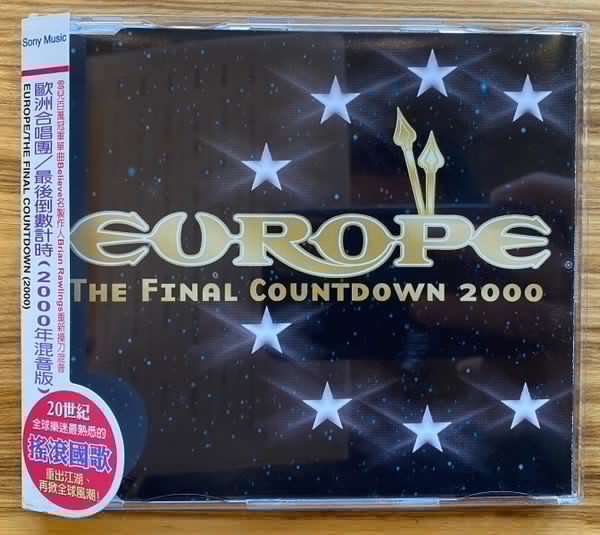 Sony Music
雪兒百萬冠軍單曲Believe名製作人Brian Rawlings重新操刀混音
歐洲合唱團/最後倒數計時(2000年混音版)
EUROPE/THE FINAL COUNTDOWN (2000)
20世紀
全球樂迷最熟悉的
搖滾國歌
重出江湖、
再掀全球風潮!
EUROPE
®
THE FINAL COUNTDOWN 2000